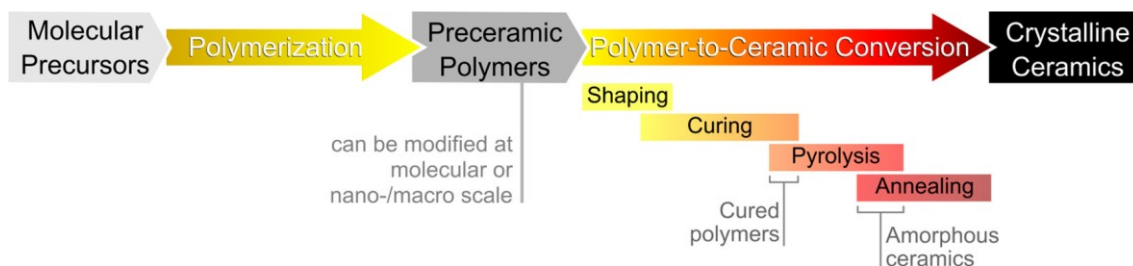 Molecular
Precursors
Polymerization
Preceramic
Polymers
Polymer-to-Ceramic Conversion
Crystalline
Ceramics
Shaping
Curing
can be modified at
molecular or
nano-/macro scale
Pyrolysis
Annealing
Cured
polymers
Amorphous
ceramics